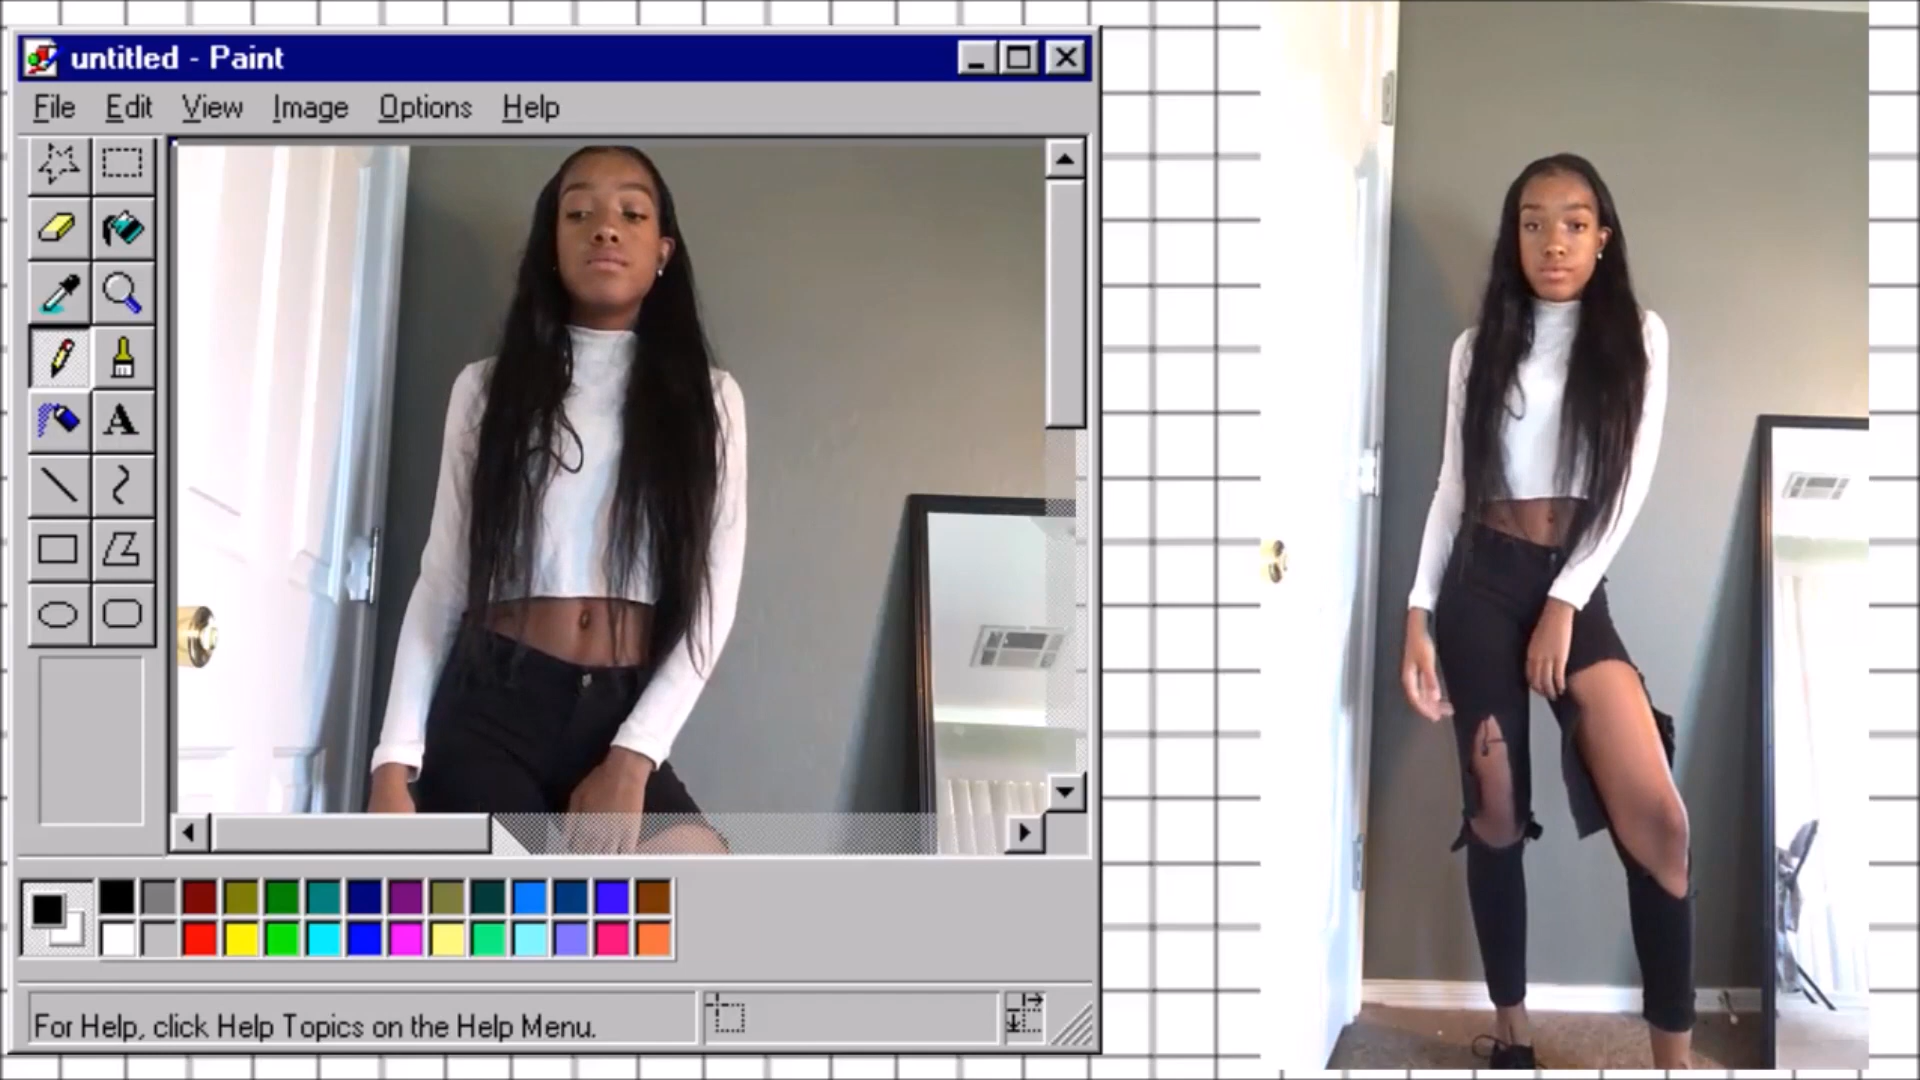 untitled - Paint
File Edit View Image Options Help
A
For Help, click Help Topics on the Help Menu.